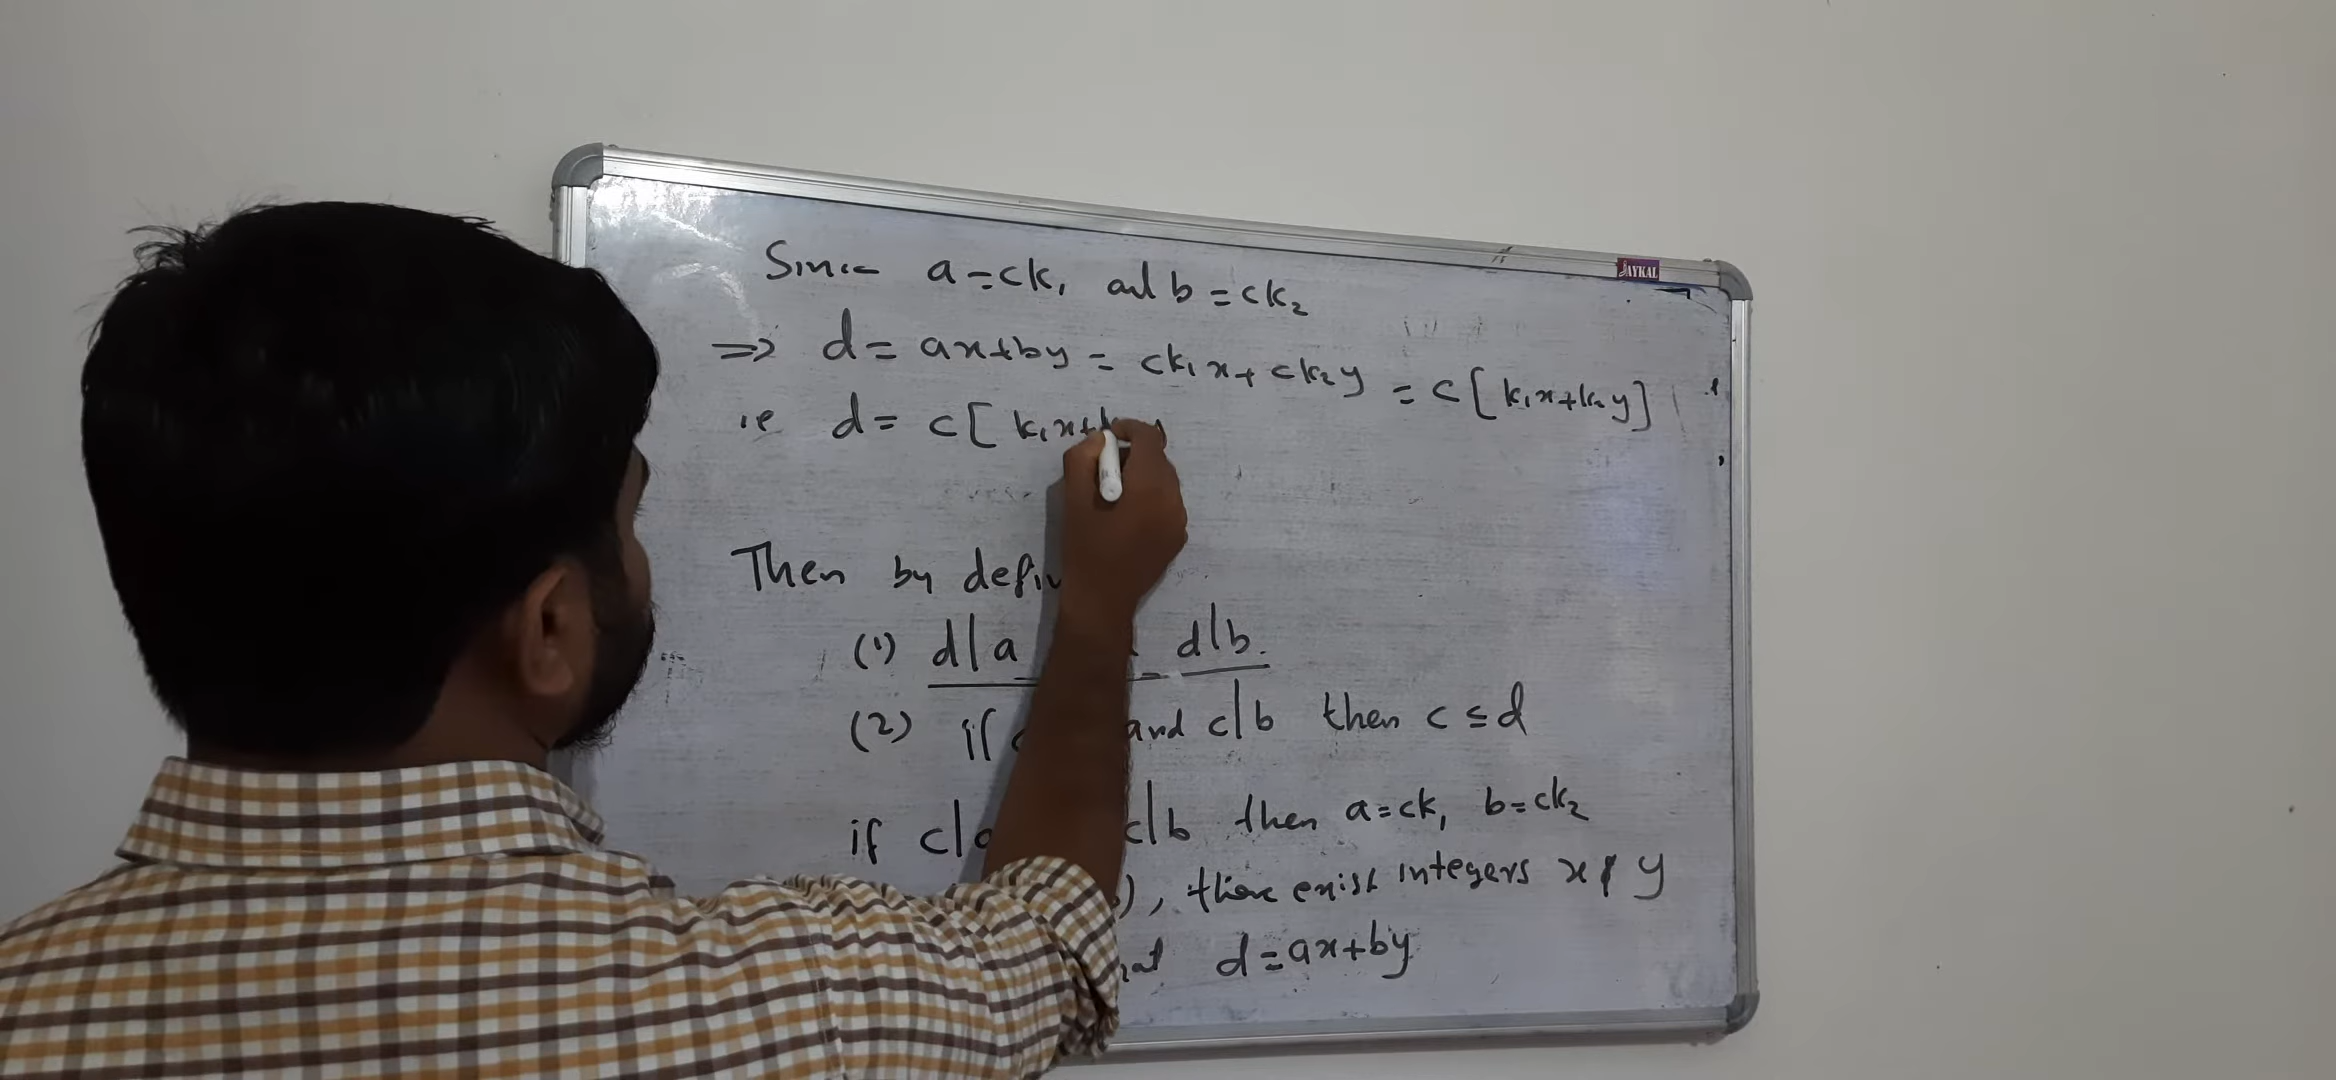 JAYKAL
Since a=ck₁ and b=ck₂
=> d= ax+by = ck₁x+ck₂y = c[k₁x+k₂y]
ie d= c[k₁x+
Then by
(1) d|a d|b.
(2) if and c|b then c≤d
if c|b then a=ck₁ b=ck₂
), there exist integers x & y
d=ax+by